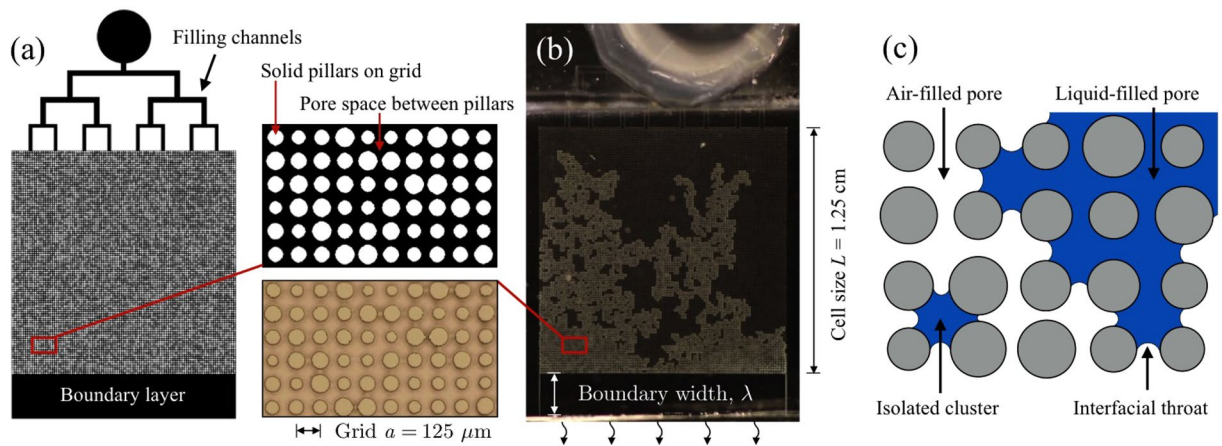 (a)
Filling channels
Solid pillars on grid
Pore space between pillars
Boundary layer
Grid a = 125 μm
(b)
Cell size L = 1.25 cm
Boundary width, λ
(c)
Air-filled pore
Liquid-filled pore
Isolated cluster
Interfacial throat